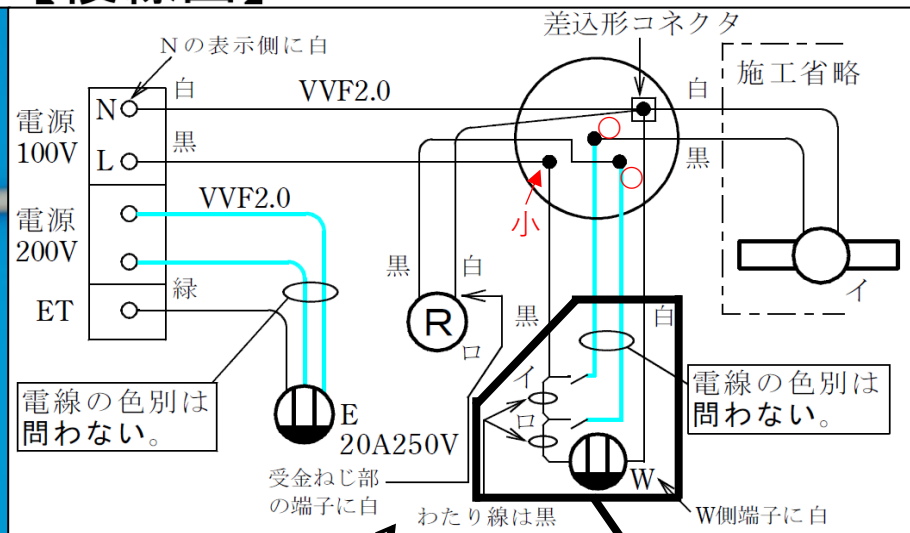 【複線図】
差込形コネクタ
Nの表示側に白
施工省略
白
VVF2.0
白
電源
100V
N
黒
L
黒
小
VVF2.0
電源
200V
緑
ET
黒
白
R
ロ
黒
白
イ
イ
ロ
電線の色別は
問わない。
E
20A250V
電線の色別は
問わない。
W
受金ねじ部
の端子に白
わたり線は黒
W側端子に白